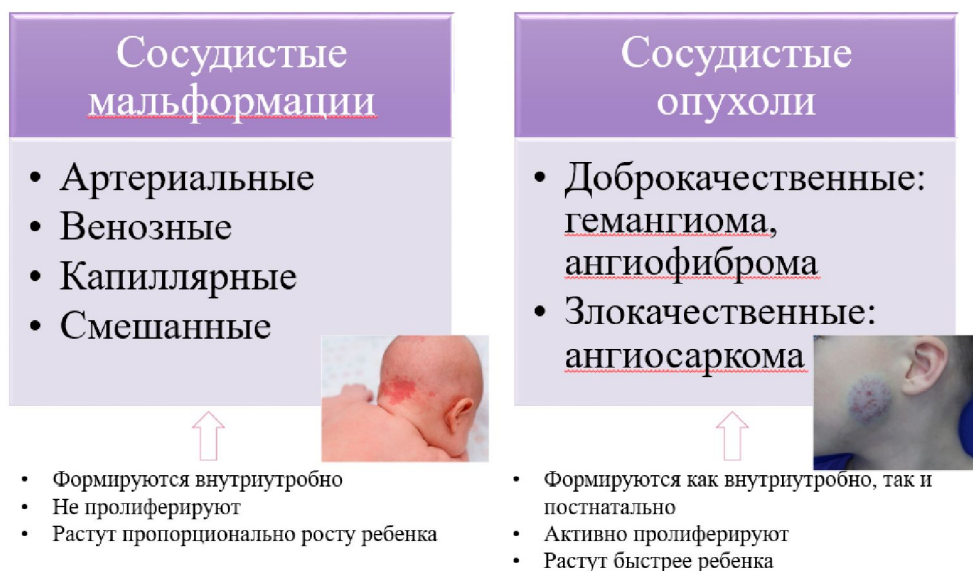 Сосудистые
мальформации
• Артериальные
• Венозные
• Капиллярные
• Смешанные
• Формируются внутриутробно
• Не пролиферируют
• Растут пропорционально росту ребенка
Сосудистые
опухоли
• Доброкачественные:
гемангиома,
ангиофиброма
• Злокачественные:
ангиосаркома
• Формируются как внутриутробно, так и
постнатально
• Активно пролиферируют
• Растут быстрее ребенка